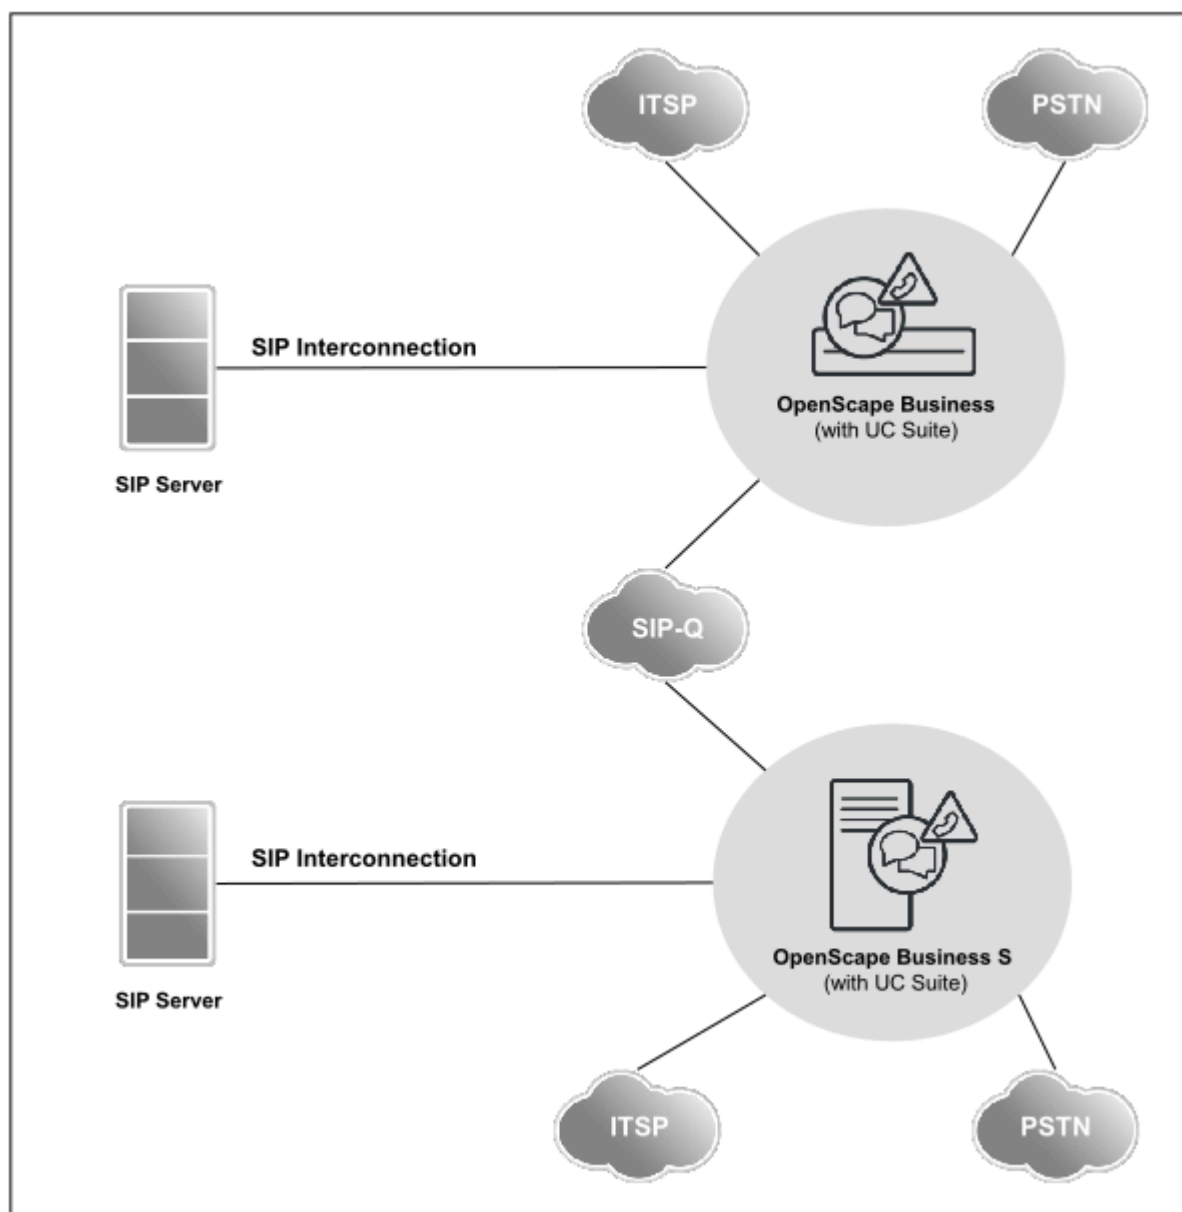 ITSP
PSTN
SIP Interconnection
OpenScape Business
(with UC Suite)
SIP Server
SIP-Q
SIP Interconnection
OpenScape Business S
(with UC Suite)
SIP Server
ITSP
PSTN